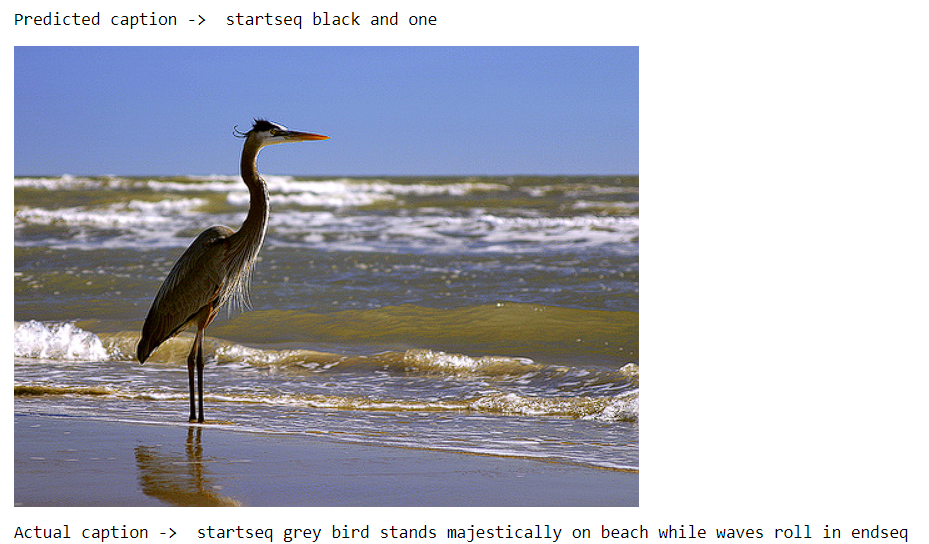 Predicted caption -> startseq black and one
Actual caption -> startseq grey bird stands majestically on beach while waves roll in endseq